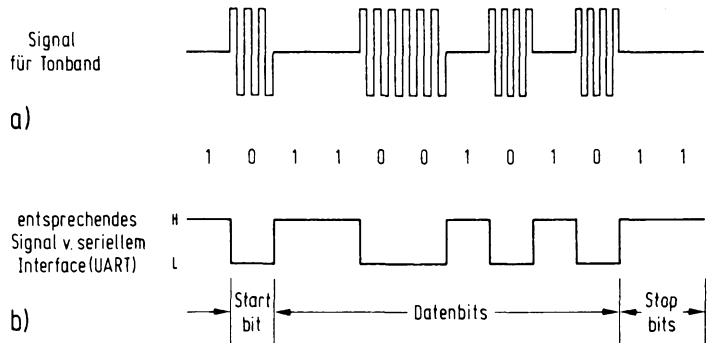 Signal
für Tonband
a)
1 0 1 1 0 0 1 0 1 0 1 1
entsprechendes
Signal v. seriellem
Interface (UART)
H
L
b)
Start
bit
Datenbits
Stop
bits